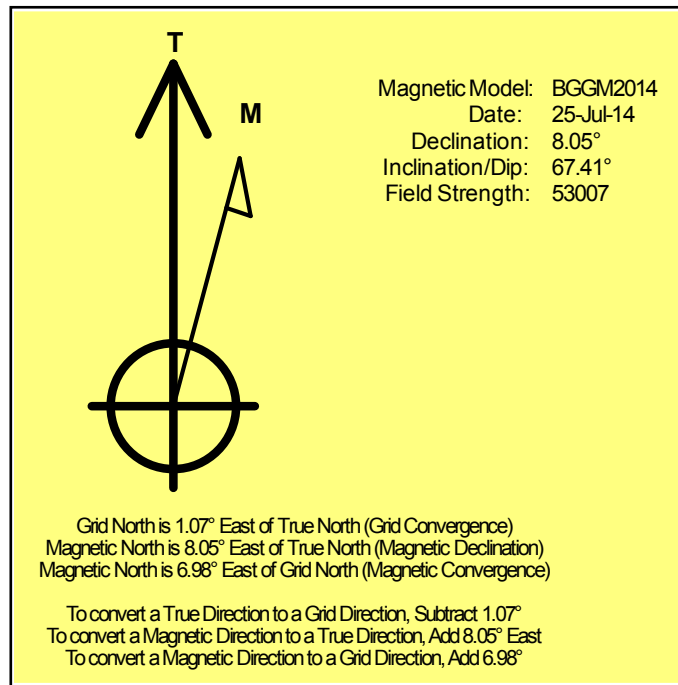 T
M
Magnetic Model: BGGM2014
Date: 25-Jul-14
Declination: 8.05°
Inclination/Dip: 67.41°
Field Strength: 53007
Grid North is 1.07° East of True North (Grid Convergence)
Magnetic North is 8.05° East of True North (Magnetic Declination)
Magnetic North is 6.98° East of Grid North (Magnetic Convergence)
To convert a True Direction to a Grid Direction, Subtract 1.07°
To convert a Magnetic Direction to a True Direction, Add 8.05° East
To convert a Magnetic Direction to a Grid Direction, Add 6.98°